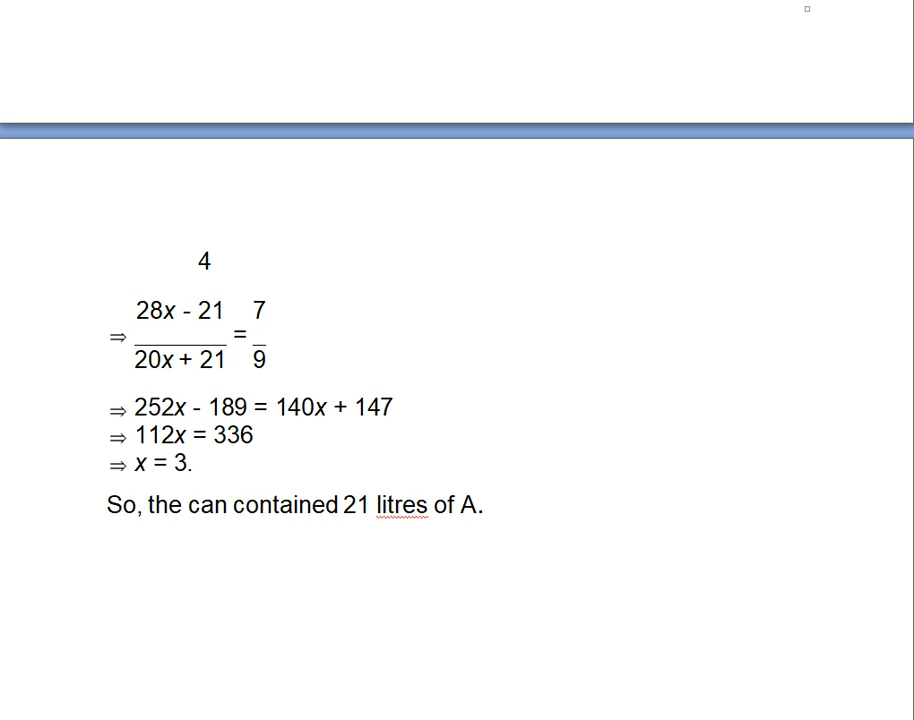 4
⇒ 28x - 21 / 20x + 21 = 7 / 9
⇒ 252x - 189 = 140x + 147
⇒ 112x = 336
⇒ x = 3.
So, the can contained 21 litres of A.